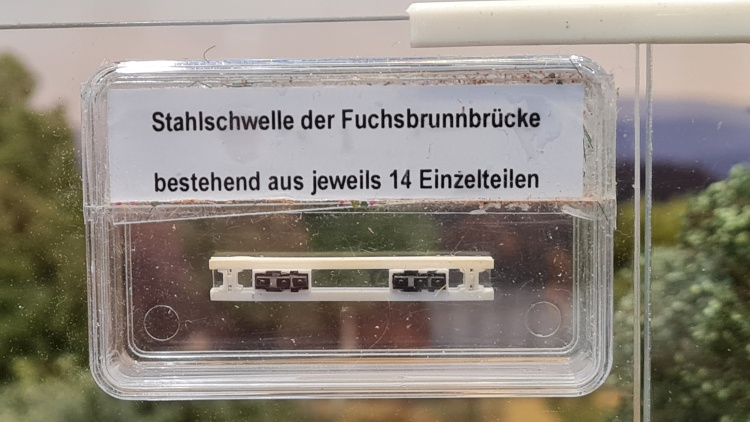 Stahlschwelle der Fuchsbrunnbrücke
bestehend aus jeweils 14 Einzelteilen